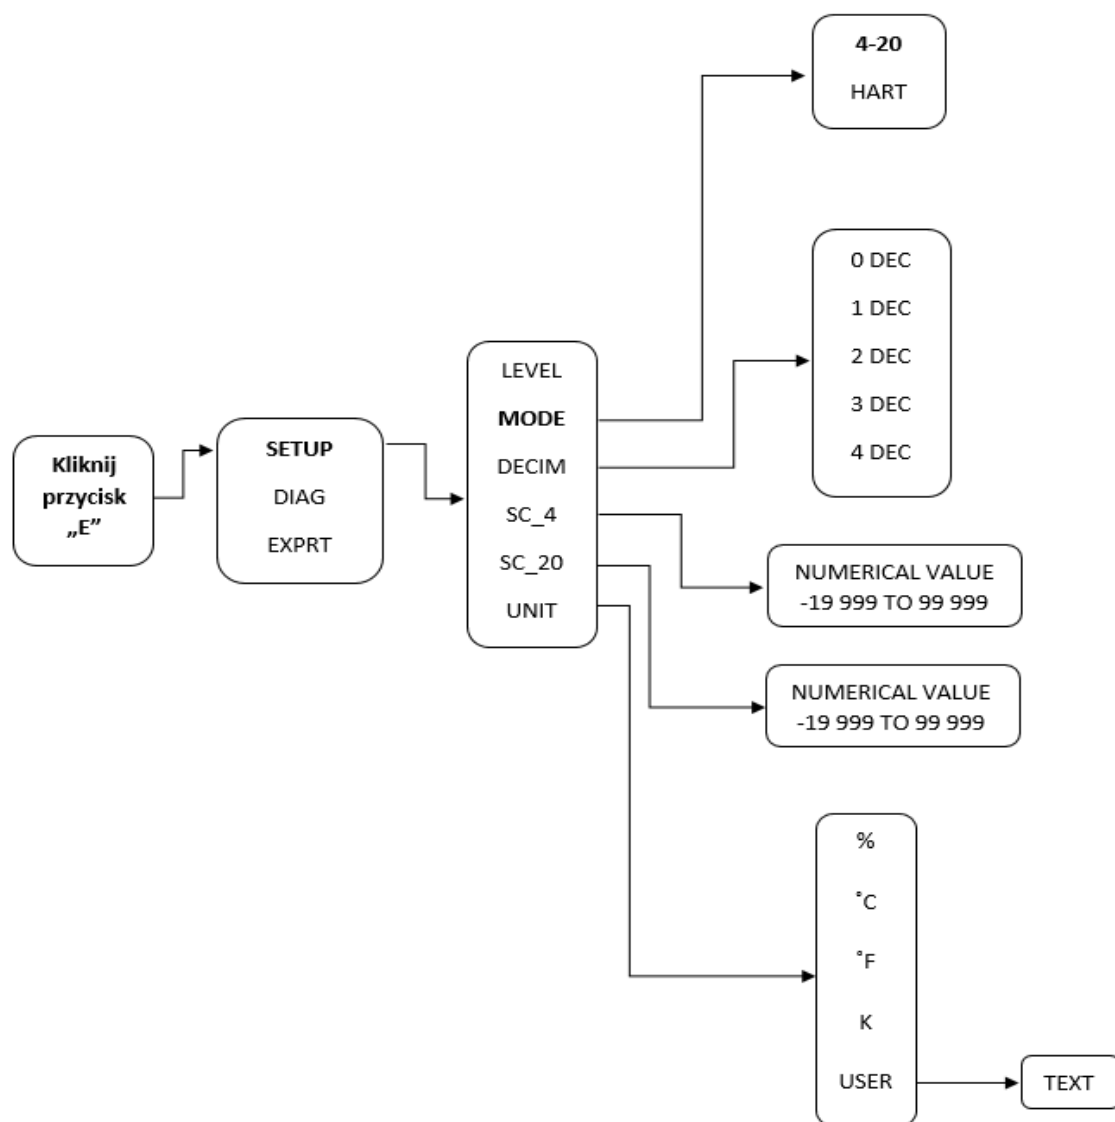 4-20
HART
0 DEC
1 DEC
2 DEC
3 DEC
4 DEC
LEVEL
MODE
DECIM
SC_4
SC_20
UNIT
Kliknij
przycisk
„E”
SETUP
DIAG
EXPRT
NUMERICAL VALUE
-19 999 TO 99 999
NUMERICAL VALUE
-19 999 TO 99 999
%
˚C
˚F
K
USER
TEXT